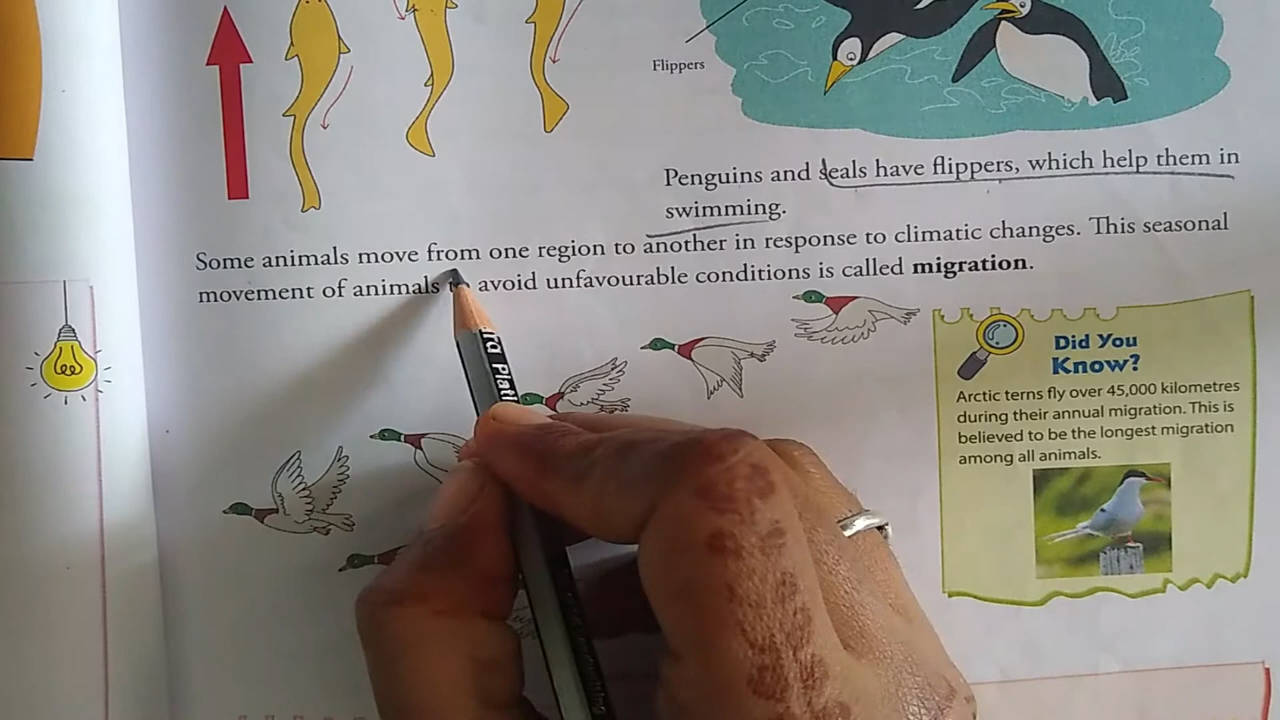 Flippers
Penguins and seals have flippers, which help them in
swimming.
Some animals move from one region to another in response to climatic changes. This seasonal
movement of animals to avoid unfavourable conditions is called migration.
Did You
Know?
Arctic terns fly over 45,000 kilometres
during their annual migration. This is
believed to be the longest migration
among all animals.